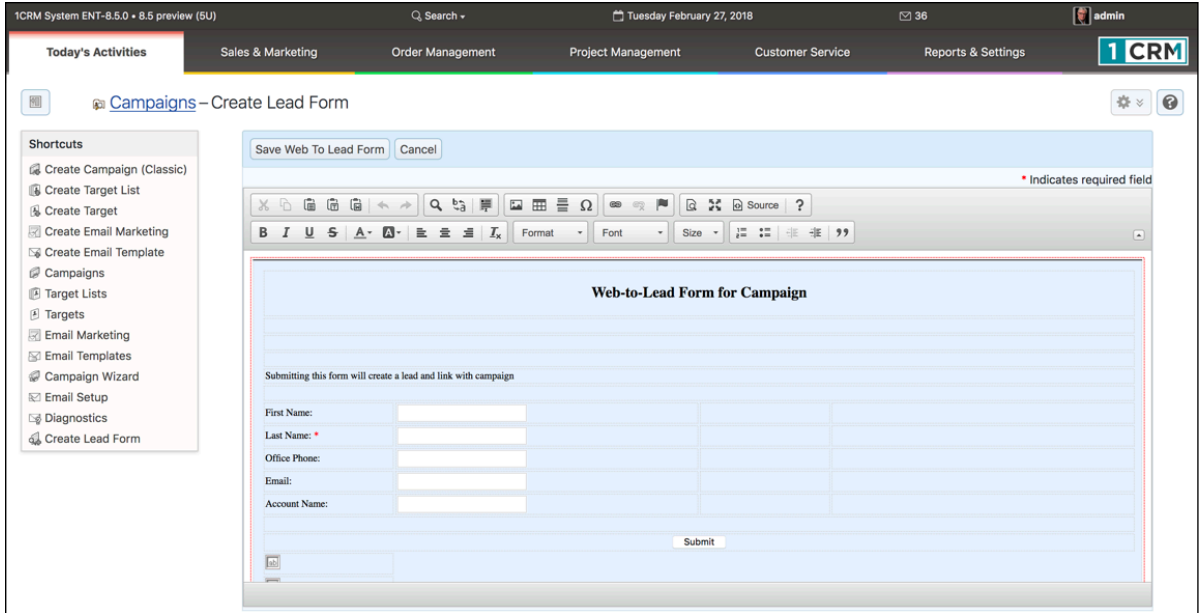 1CRM System ENT-8.5.0 • 8.5 preview (5U) Search Tuesday February 27, 2018 36 admin
Today's Activities Sales & Marketing Order Management Project Management Customer Service Reports & Settings 1 CRM
Campaigns – Create Lead Form
Shortcuts
Create Campaign (Classic)
Create Target List
Create Target
Create Email Marketing
Create Email Template
Campaigns
Target Lists
Targets
Email Marketing
Email Templates
Campaign Wizard
Email Setup
Diagnostics
Create Lead Form
Save Web To Lead Form Cancel
* Indicates required field
Source ?
B I U S A A Ix Format Font Size
Web-to-Lead Form for Campaign
Submitting this form will create a lead and link with campaign
First Name:
Last Name: *
Office Phone:
Email:
Account Name:
Submit